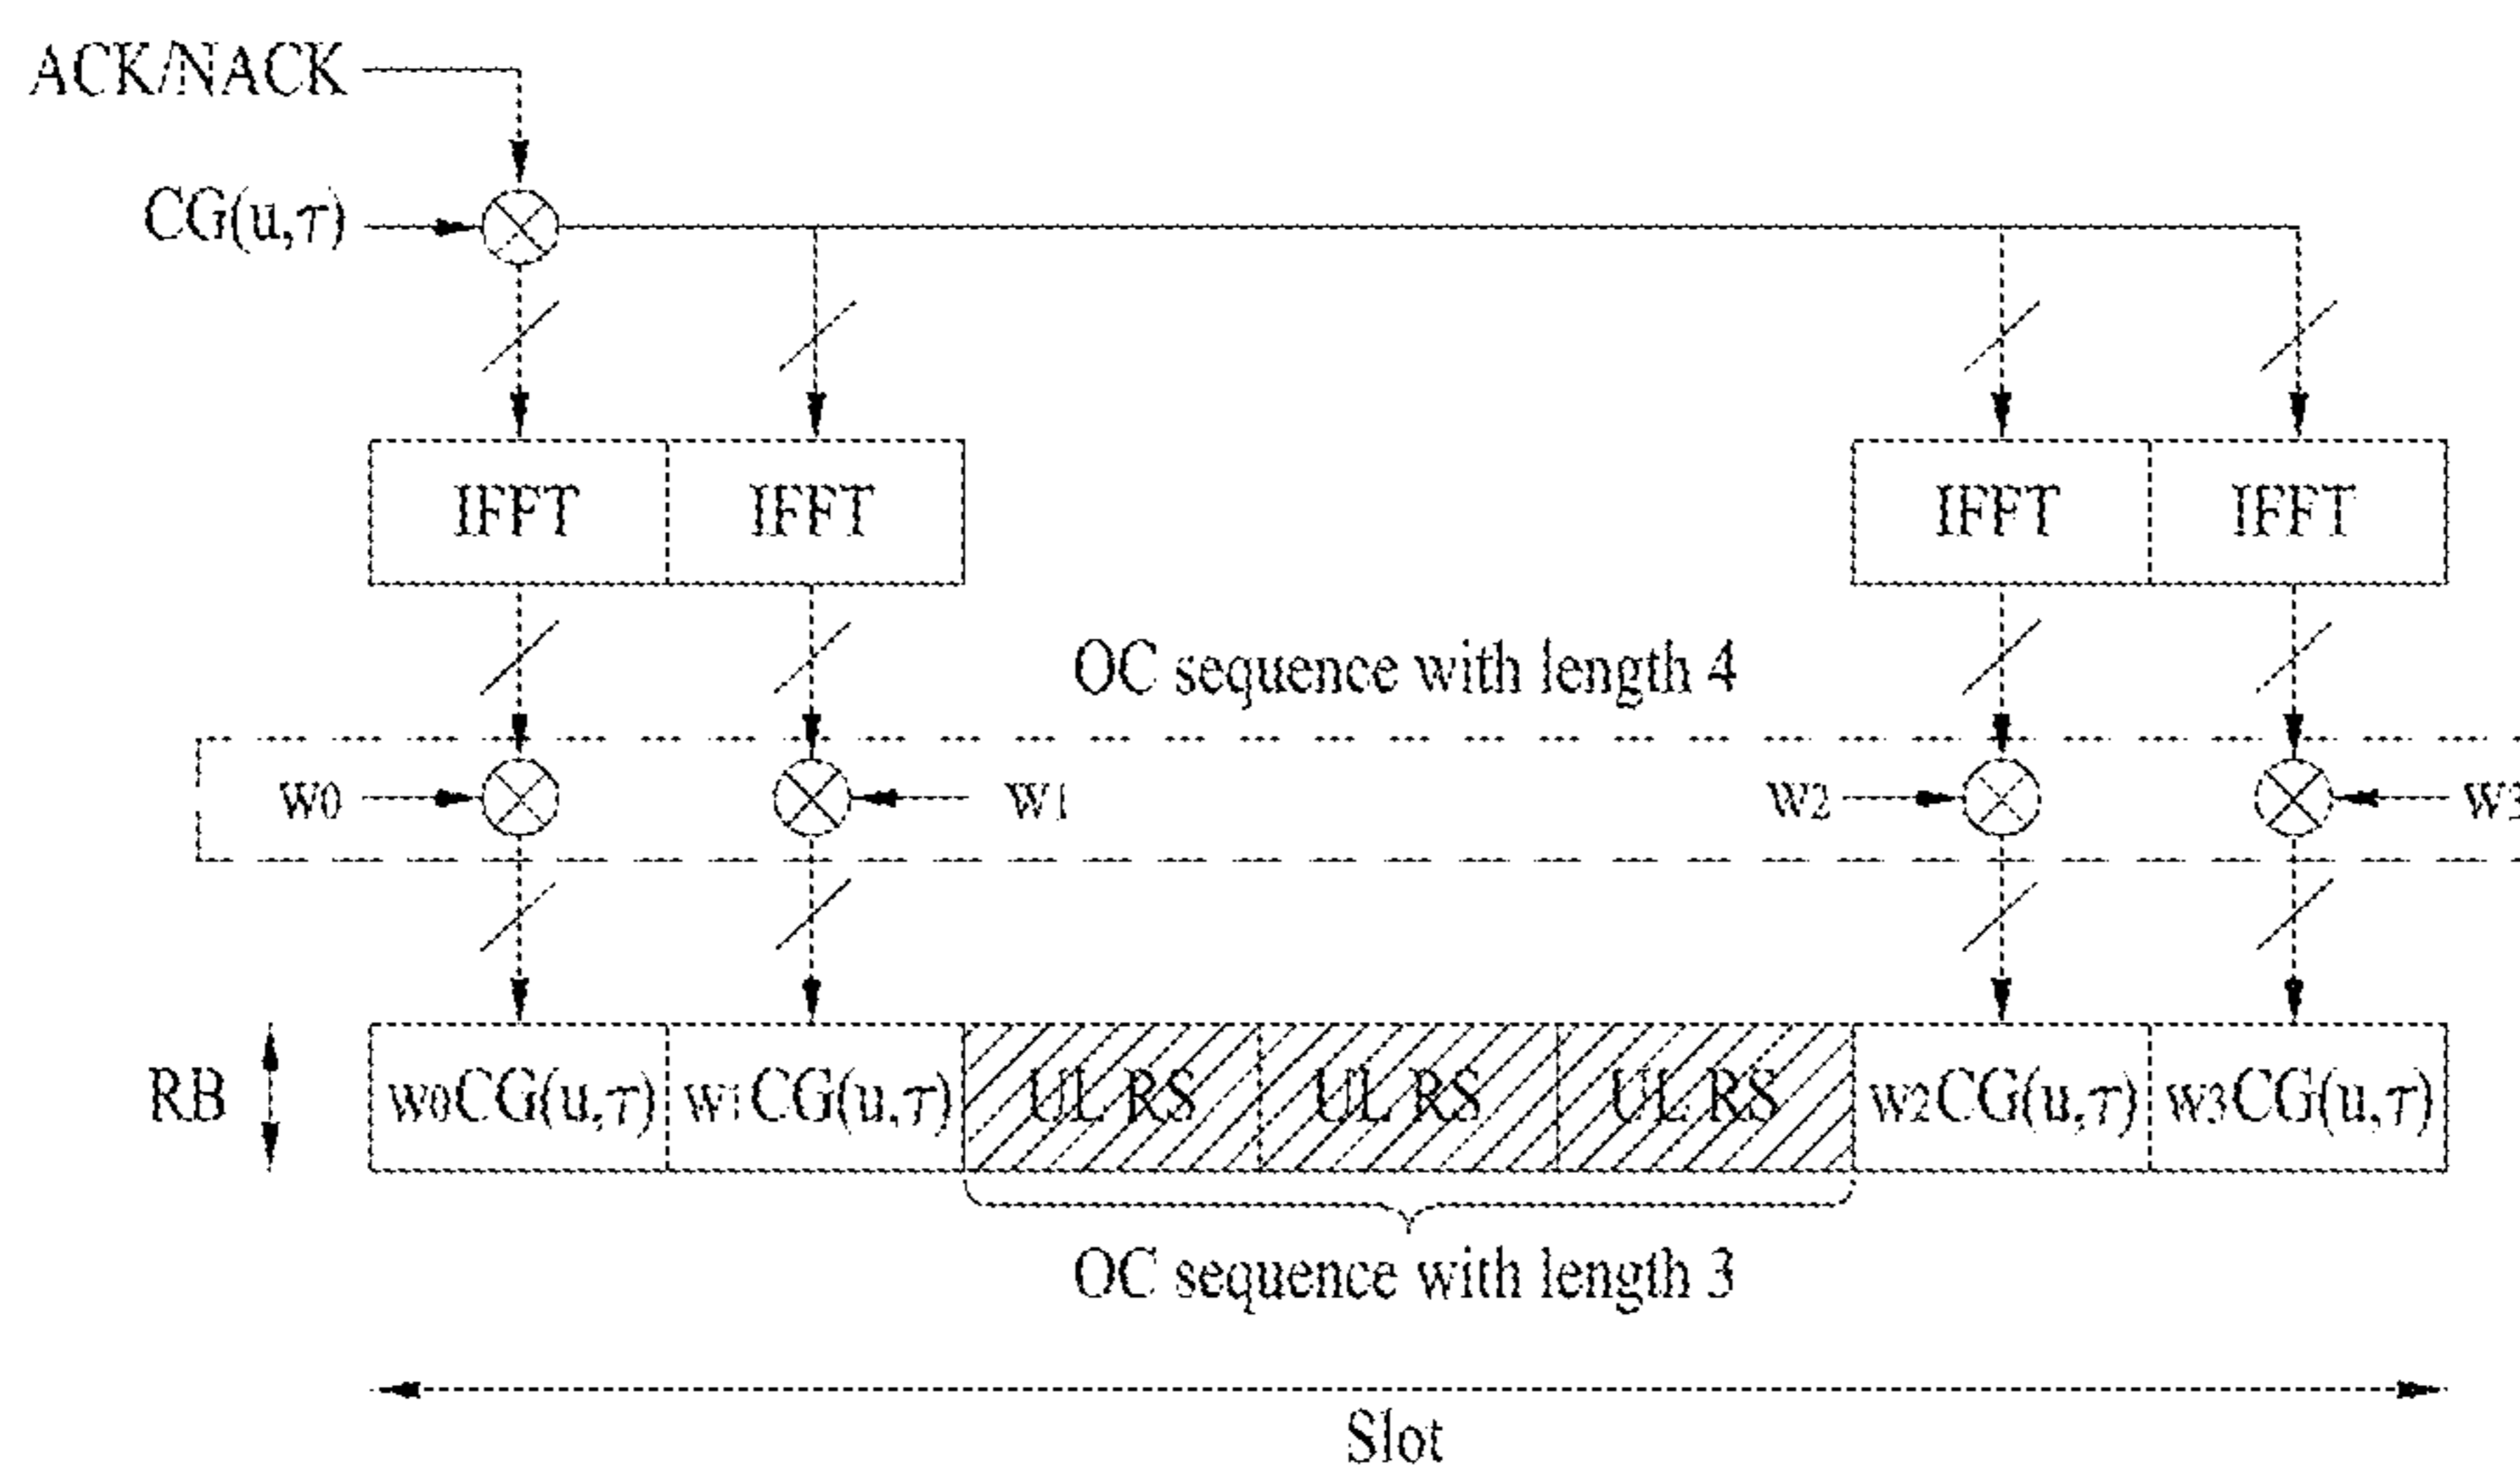 ACK/NACK
CG(u,τ)
IFFT IFFT IFFT IFFT
OC sequence with length 4
W0 W1 W2 W3
RB w0CG(u,τ) w1CG(u,τ) UL RS UL RS UL RS w2CG(u,τ) w3CG(u,τ)
OC sequence with length 3
Slot